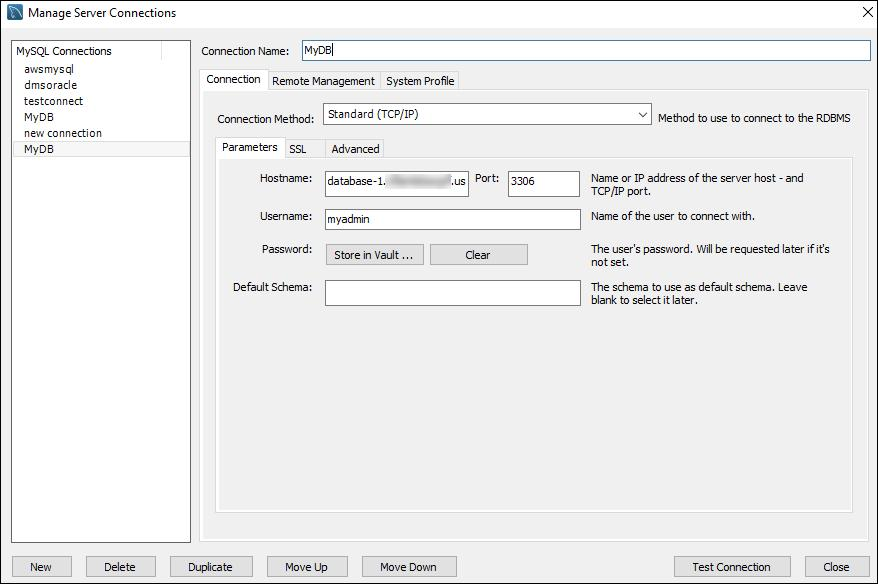 Manage Server Connections
MySQL Connections
awsmysql
dmsoracle
testconnect
MyDB
new connection
MyDB
Connection Name: MyDB
Connection Remote Management System Profile
Connection Method: Standard (TCP/IP) Method to use to connect to the RDBMS
Parameters SSL Advanced
Hostname: database-1. .us Port: 3306 Name or IP address of the server host - and
TCP/IP port.
Username: myadmin Name of the user to connect with.
Password: Store in Vault ... Clear The user's password. Will be requested later if it's
not set.
Default Schema: The schema to use as default schema. Leave
blank to select it later.
New Delete Duplicate Move Up Move Down Test Connection Close